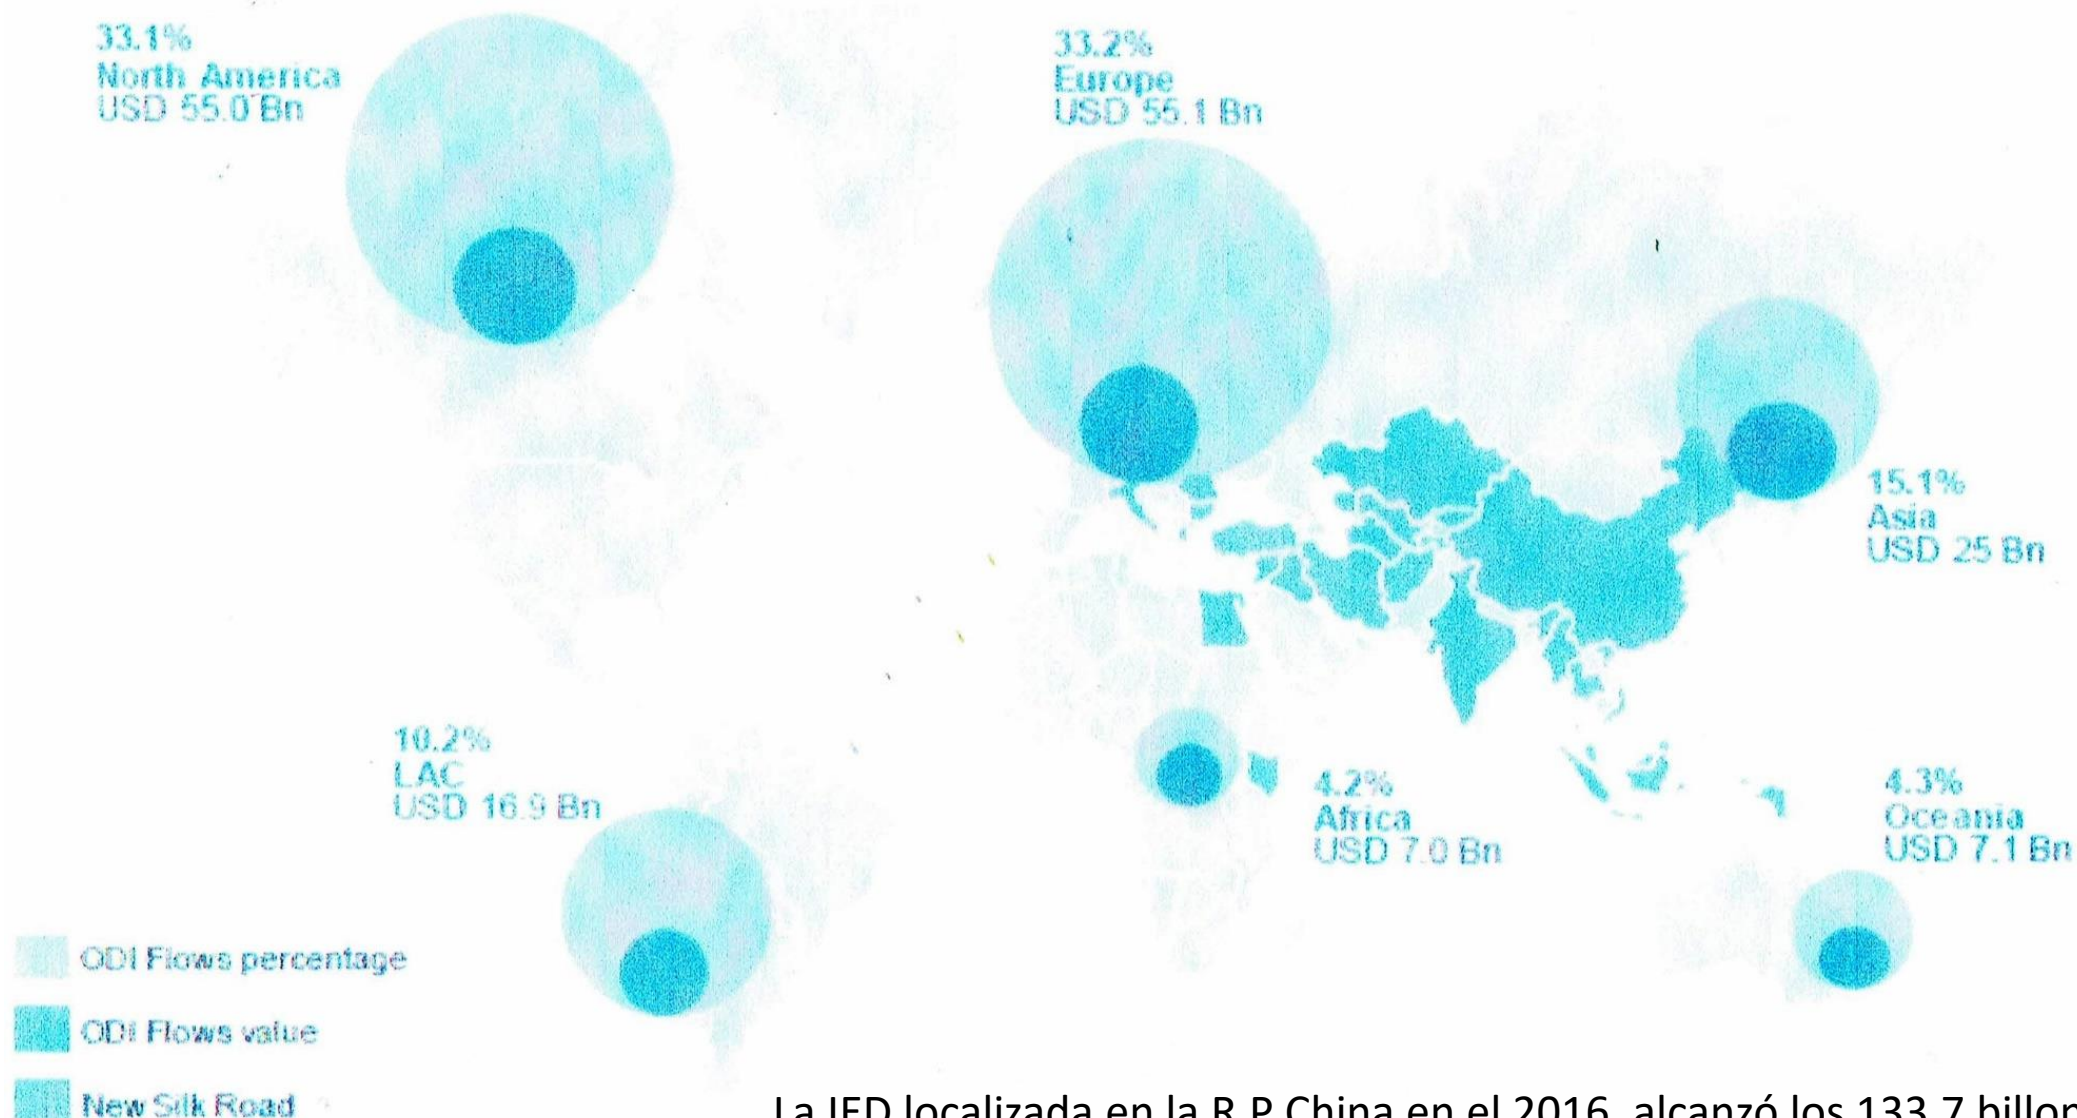 33.1%
North America
USD 55.0 Bn
33.2%
Europe
USD 55.1 Bn
15.1%
Asia
USD 25 Bn
10.2%
LAC
USD 16.9 Bn
4.2%
Africa
USD 7.0 Bn
4.3%
Oceania
USD 7.1 Bn
ODI Flows percentage
ODI Flows value
New Silk Road
La IED localizada en la R.P China en el 2016, alcanzó los 133.7 billon